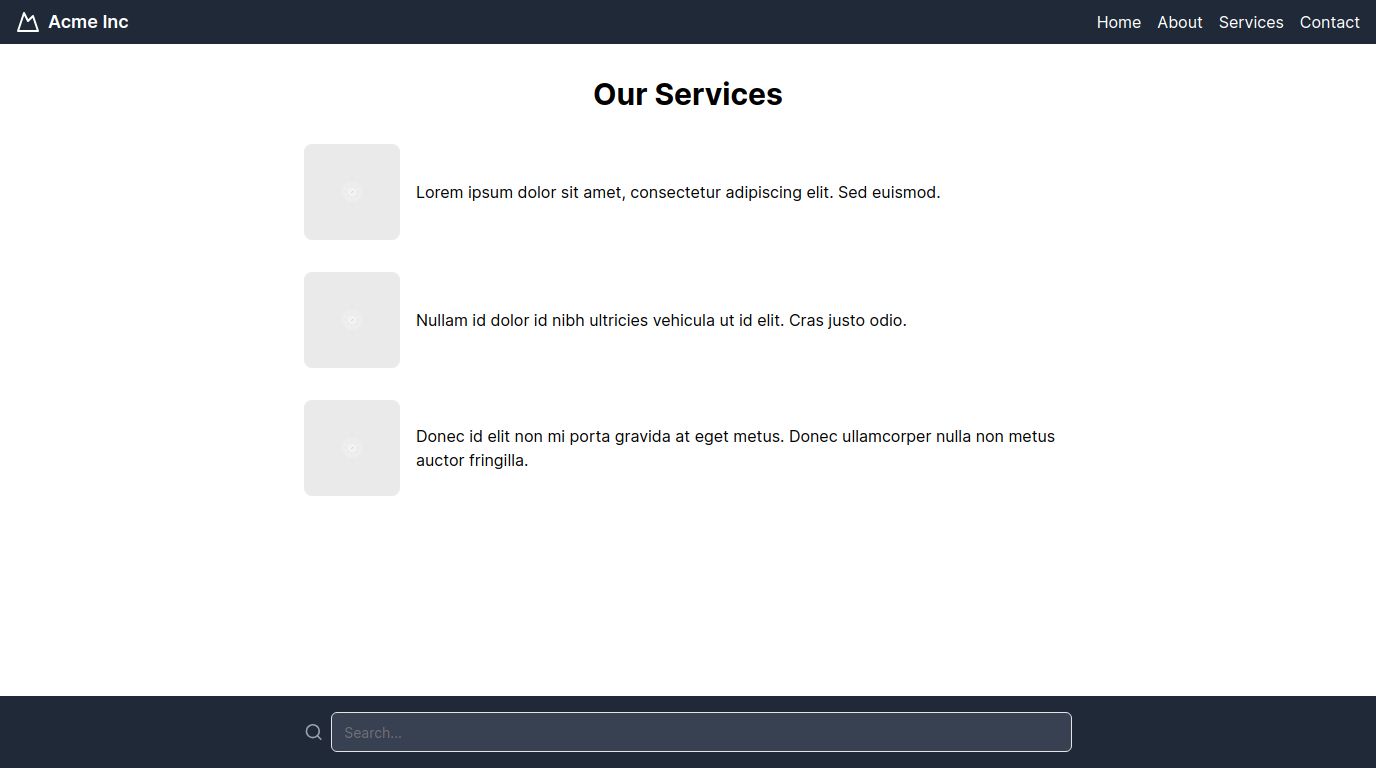 Acme Inc
Home About Services Contact
Our Services
Lorem ipsum dolor sit amet, consectetur adipiscing elit. Sed euismod.
Nullam id dolor id nibh ultricies vehicula ut id elit. Cras justo odio.
Donec id elit non mi porta gravida at eget metus. Donec ullamcorper nulla non metus
auctor fringilla.
Search...